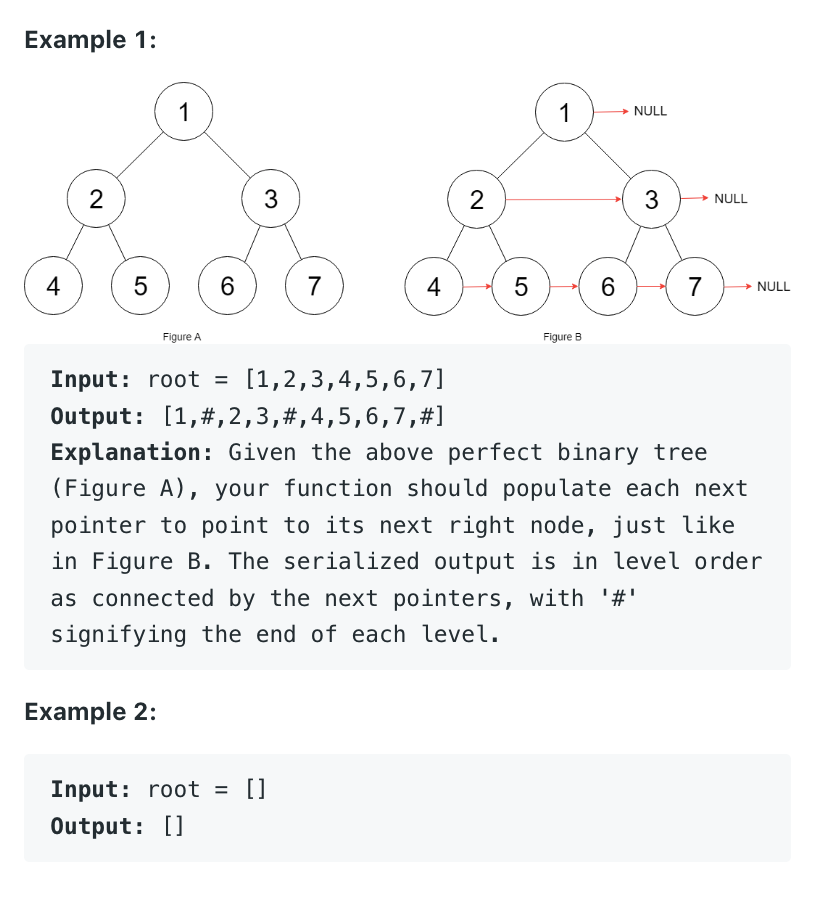 Example 1:
1
1
NULL
2
3
2
3
NULL
4
5
6
7
4
5
6
7
NULL
Figure A
Figure B
Input: root = [1,2,3,4,5,6,7]
Output: [1,#,2,3,#,4,5,6,7,#]
Explanation: Given the above perfect binary tree
(Figure A), your function should populate each next
pointer to point to its next right node, just like
in Figure B. The serialized output is in level order
as connected by the next pointers, with '#'
signifying the end of each level.
Example 2:
Input: root = []
Output: []